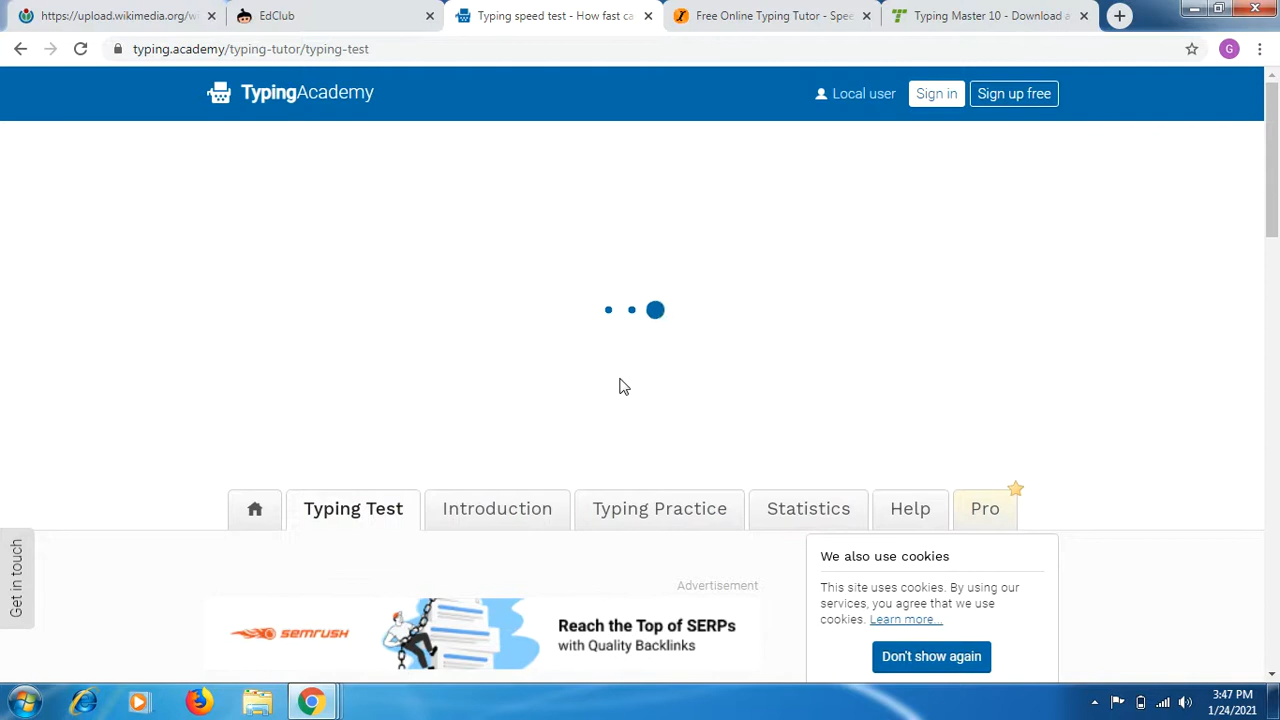 https://upload.wikimedia.org/w
EdClub
Typing speed test - How fast ca
Free Online Typing Tutor - Spee
Typing Master 10 - Download a
typing.academy/typing-tutor/typing-test
G
TypingAcademy
Local user
Sign in
Sign up free
Typing Test
Introduction
Typing Practice
Statistics
Help
Pro
Get in touch
Advertisement
SEMRUSH
Reach the Top of SERPs
with Quality Backlinks
We also use cookies
This site uses cookies. By using our
services, you agree that we use
cookies. Learn more...
Don't show again
3:47 PM
1/24/2021